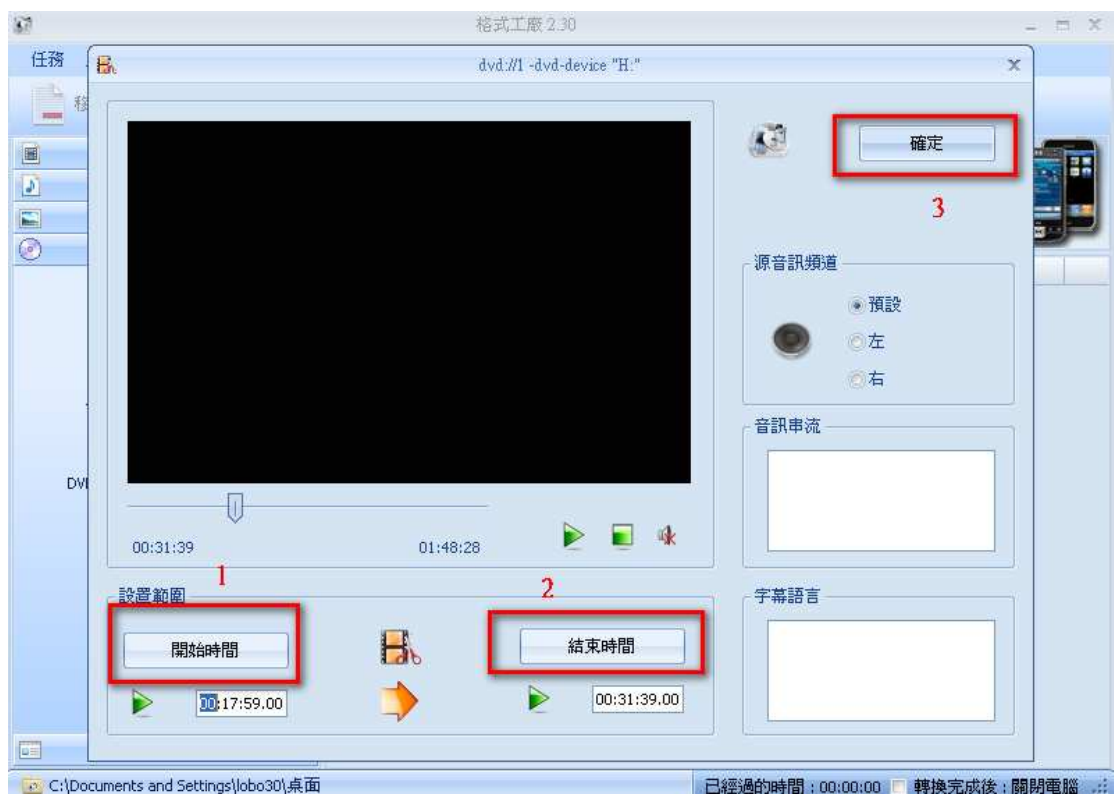 格式工廠 2.30
任務
dvd://1 -dvd-device "H:"
移
確定
3
源音訊頻道
預設
左
右
音訊串流
DV
00:31:39
01:48:28
1
2
設置範圍
字幕語言
開始時間
結束時間
00:17:59.00
00:31:39.00
C:\Documents and Settings\lobo30\桌面
已經過的時間 : 00:00:00
轉換完成後 : 關閉電腦